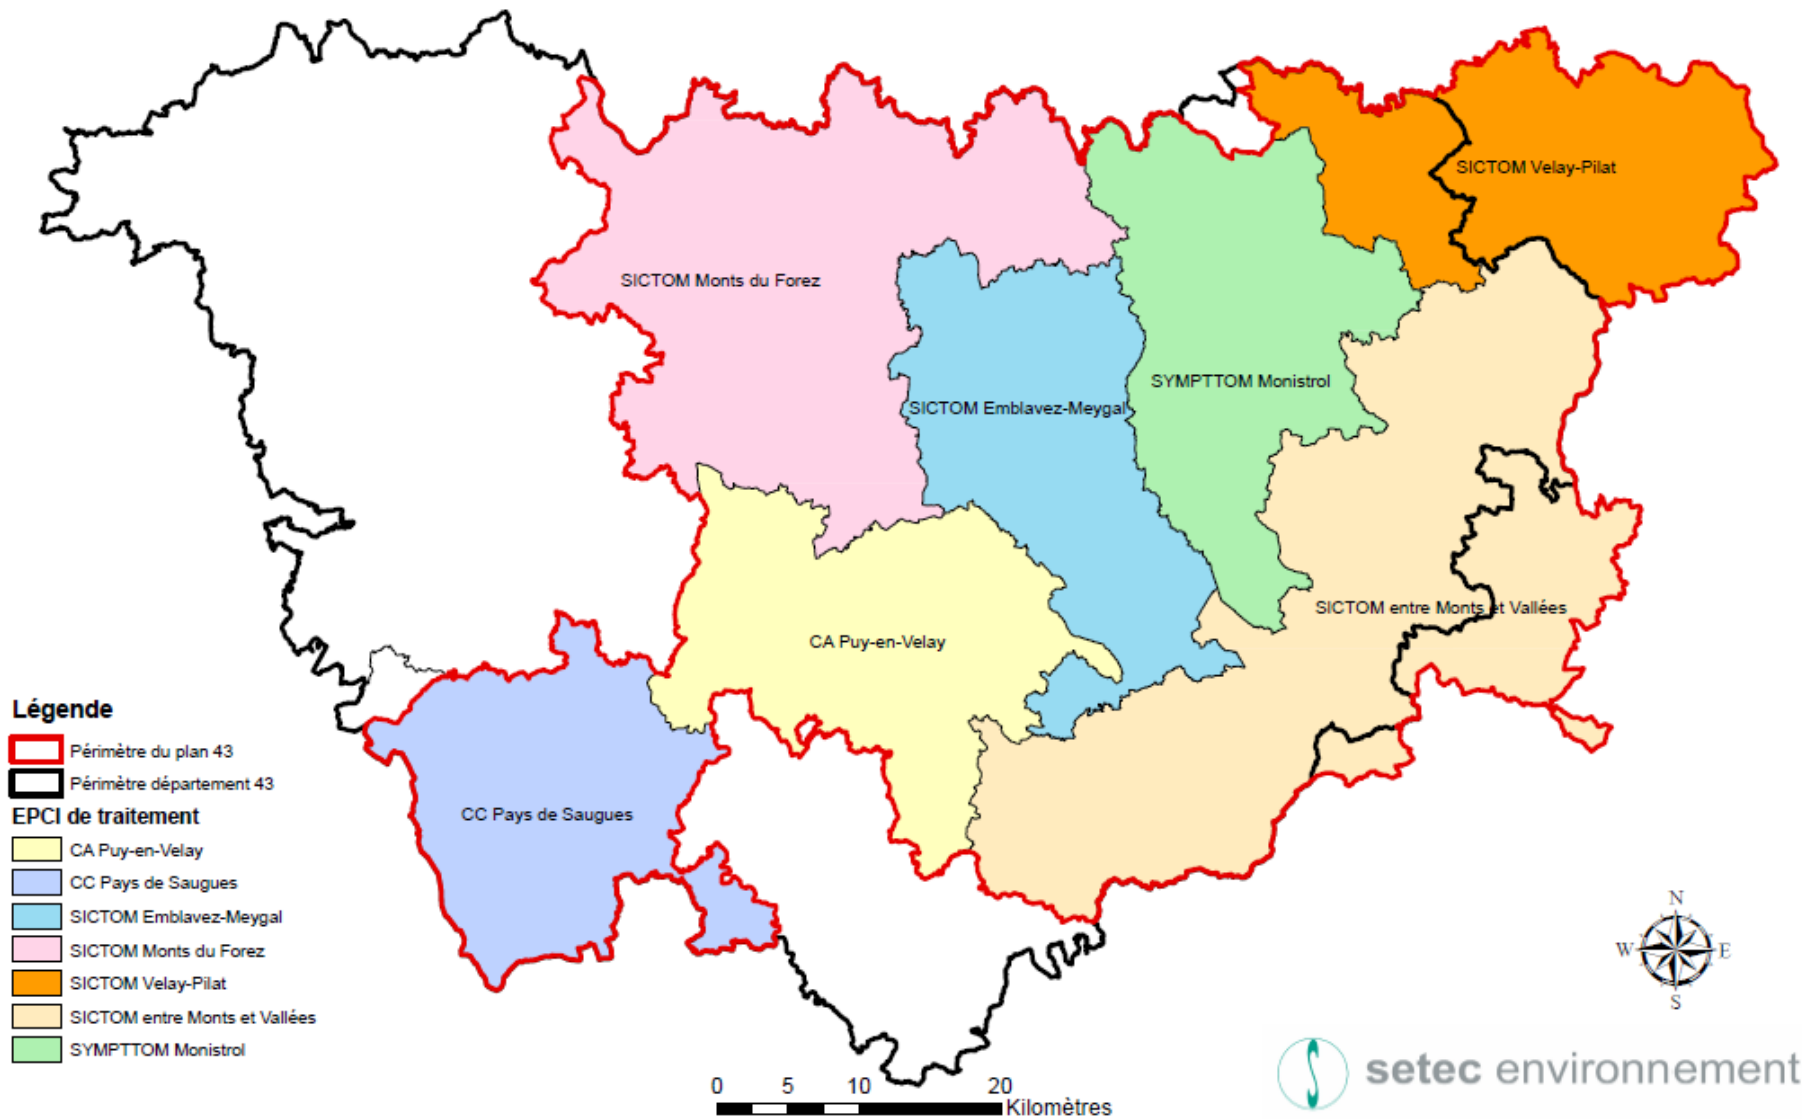 SICTOM Velay-Pilat
SICTOM Monts du Forez
SYMPTTOM Monistrol
SICTOM Emblavez-Meygal
SICTOM entre Monts et Vallées
CA Puy-en-Velay
CC Pays de Saugues
Légende
Périmètre du plan 43
Périmètre département 43
EPCI de traitement
CA Puy-en-Velay
CC Pays de Saugues
SICTOM Emblavez-Meygal
SICTOM Monts du Forez
SICTOM Velay-Pilat
SICTOM entre Monts et Vallées
SYMPTTOM Monistrol
N
W E
S
0 5 10 20
Kilomètres
setec environnement